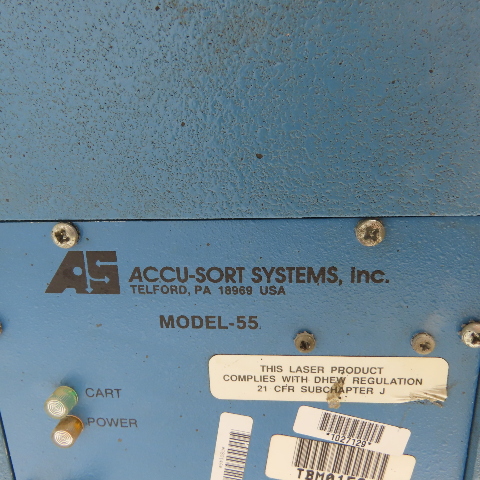 AS ACCU-SORT SYSTEMS, Inc.
TELFORD, PA 18969 USA
MODEL-55
THIS LASER PRODUCT
COMPLIES WITH DHEW REGULATION
21 CFR SUBCHAPTER J
CART
POWER
*1027129*